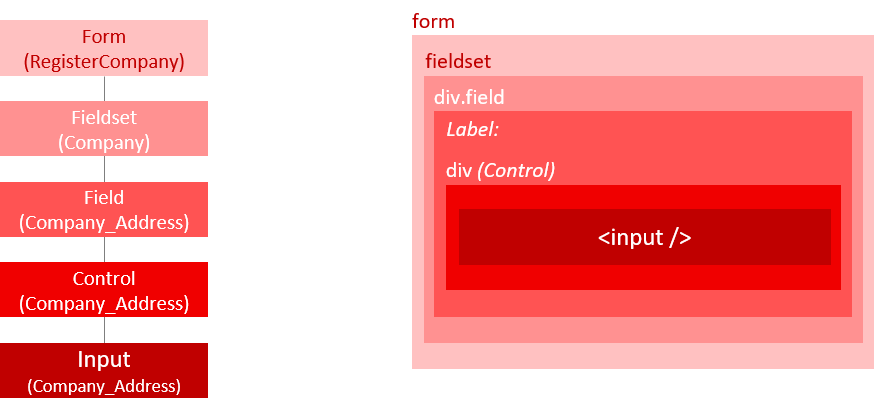 Form
(RegisterCompany)
Fieldset
(Company)
Field
(Company_Address)
Control
(Company_Address)
Input
(Company_Address)
form
fieldset
div.field
Label:
div (Control)
<input />